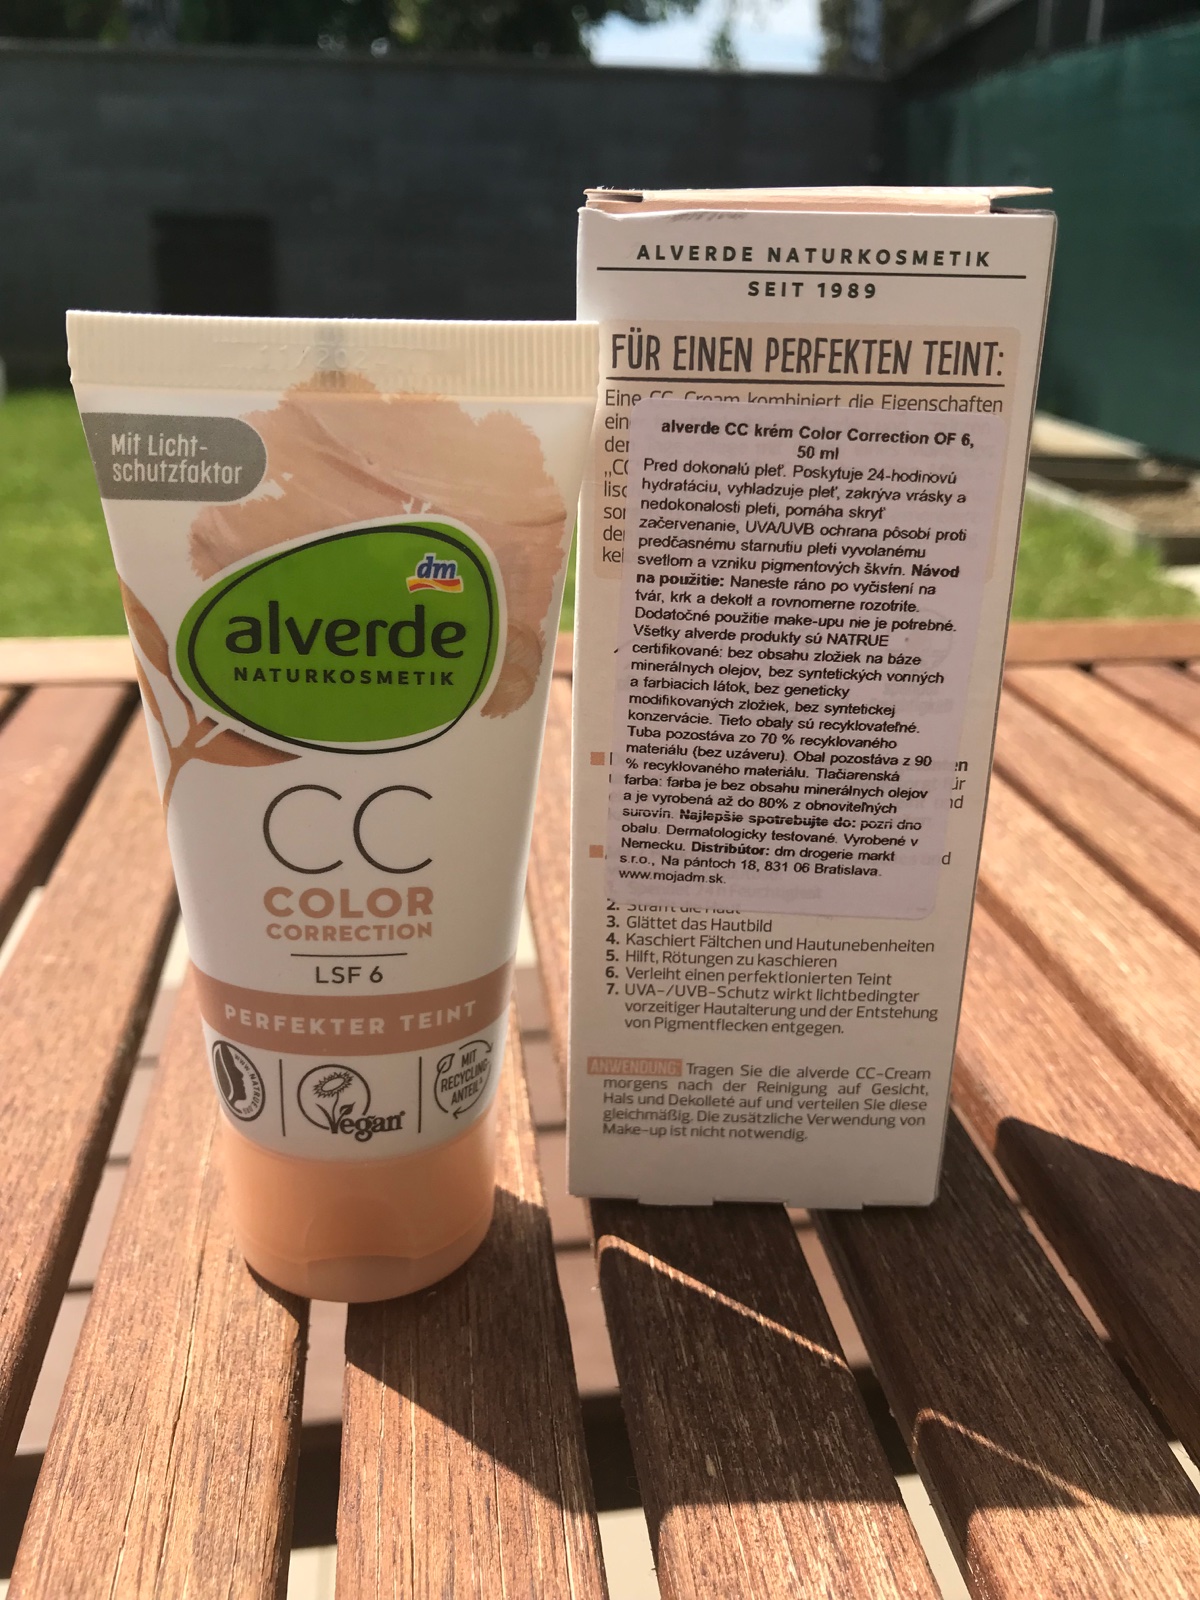 Mit Licht-
schutzfaktor
dm
alverde
NATURKOSMETIK
CC
COLOR
CORRECTION
LSF 6
PERFEKTER TEINT
Vegan
MIT
RECYCLING-
ANTEIL
ALVERDE NATURKOSMETIK
SEIT 1989
FÜR EINEN PERFEKTEN TEINT:
Eine CC Cream kombiniert die Eigenschaften
alverde CC krém Color Correction OF 6,
50 ml
Pred dokonalú pleť. Poskytuje 24-hodinovú
hydratáciu, vyhladzuje pleť, zakrýva vrásky a
nedokonalosti pleti, pomáha skryť
začervenanie, UVA/UVB ochrana pôsobí proti
predčasnému starnutiu pleti vyvolanému
svetlom a vzniku pigmentových škvín. Návod
na použitie: Naneste ráno po vyčistení na
tvár, krk a dekolt a rovnomerne rozotrite.
Dodatočné použitie make-upu nie je potrebné.
Všetky alverde produkty sú NATRUE
certifikované: bez obsahu zložiek na báze
minerálnych olejov, bez syntetických vonných
a farbiacich látok, bez geneticky
modifikovaných zložiek, bez syntetickej
konzervácie. Tieto obaly sú recyklovateľné.
Tuba pozostáva zo 70 % recyklovaného
materiálu (bez uzáveru). Obal pozostáva z 90
% recyklovaného materiálu. Tlačiarenská
farba: farba je bez obsahu minerálnych olejov
a je vyrobená až do 80% z obnoviteľných
surovín. Najlepšie spotrebujte do: pozri dno
obalu. Dermatologicky testované. Vyrobené v
Nemecku. Distribútor: dm drogerie markt
s.r.o., Na pántoch 18, 831 06 Bratislava.
www.mojadm.sk.
2. Strafft die Haut
3. Glättet das Hautbild
4. Kaschiert Fältchen und Hautunebenheiten
5. Hilft, Rötungen zu kaschieren
6. Verleiht einen perfektionierten Teint
7. UVA-/UVB-Schutz wirkt lichtbedingter
vorzeitiger Hautalterung und der Entstehung
von Pigmentflecken entgegen.
ANWENDUNG: Tragen Sie die alverde CC-Cream
morgens nach der Reinigung auf Gesicht,
Hals und Dekolleté auf und verteilen Sie diese
gleichmäßig. Die zusätzliche Verwendung von
Make-up ist nicht notwendig.